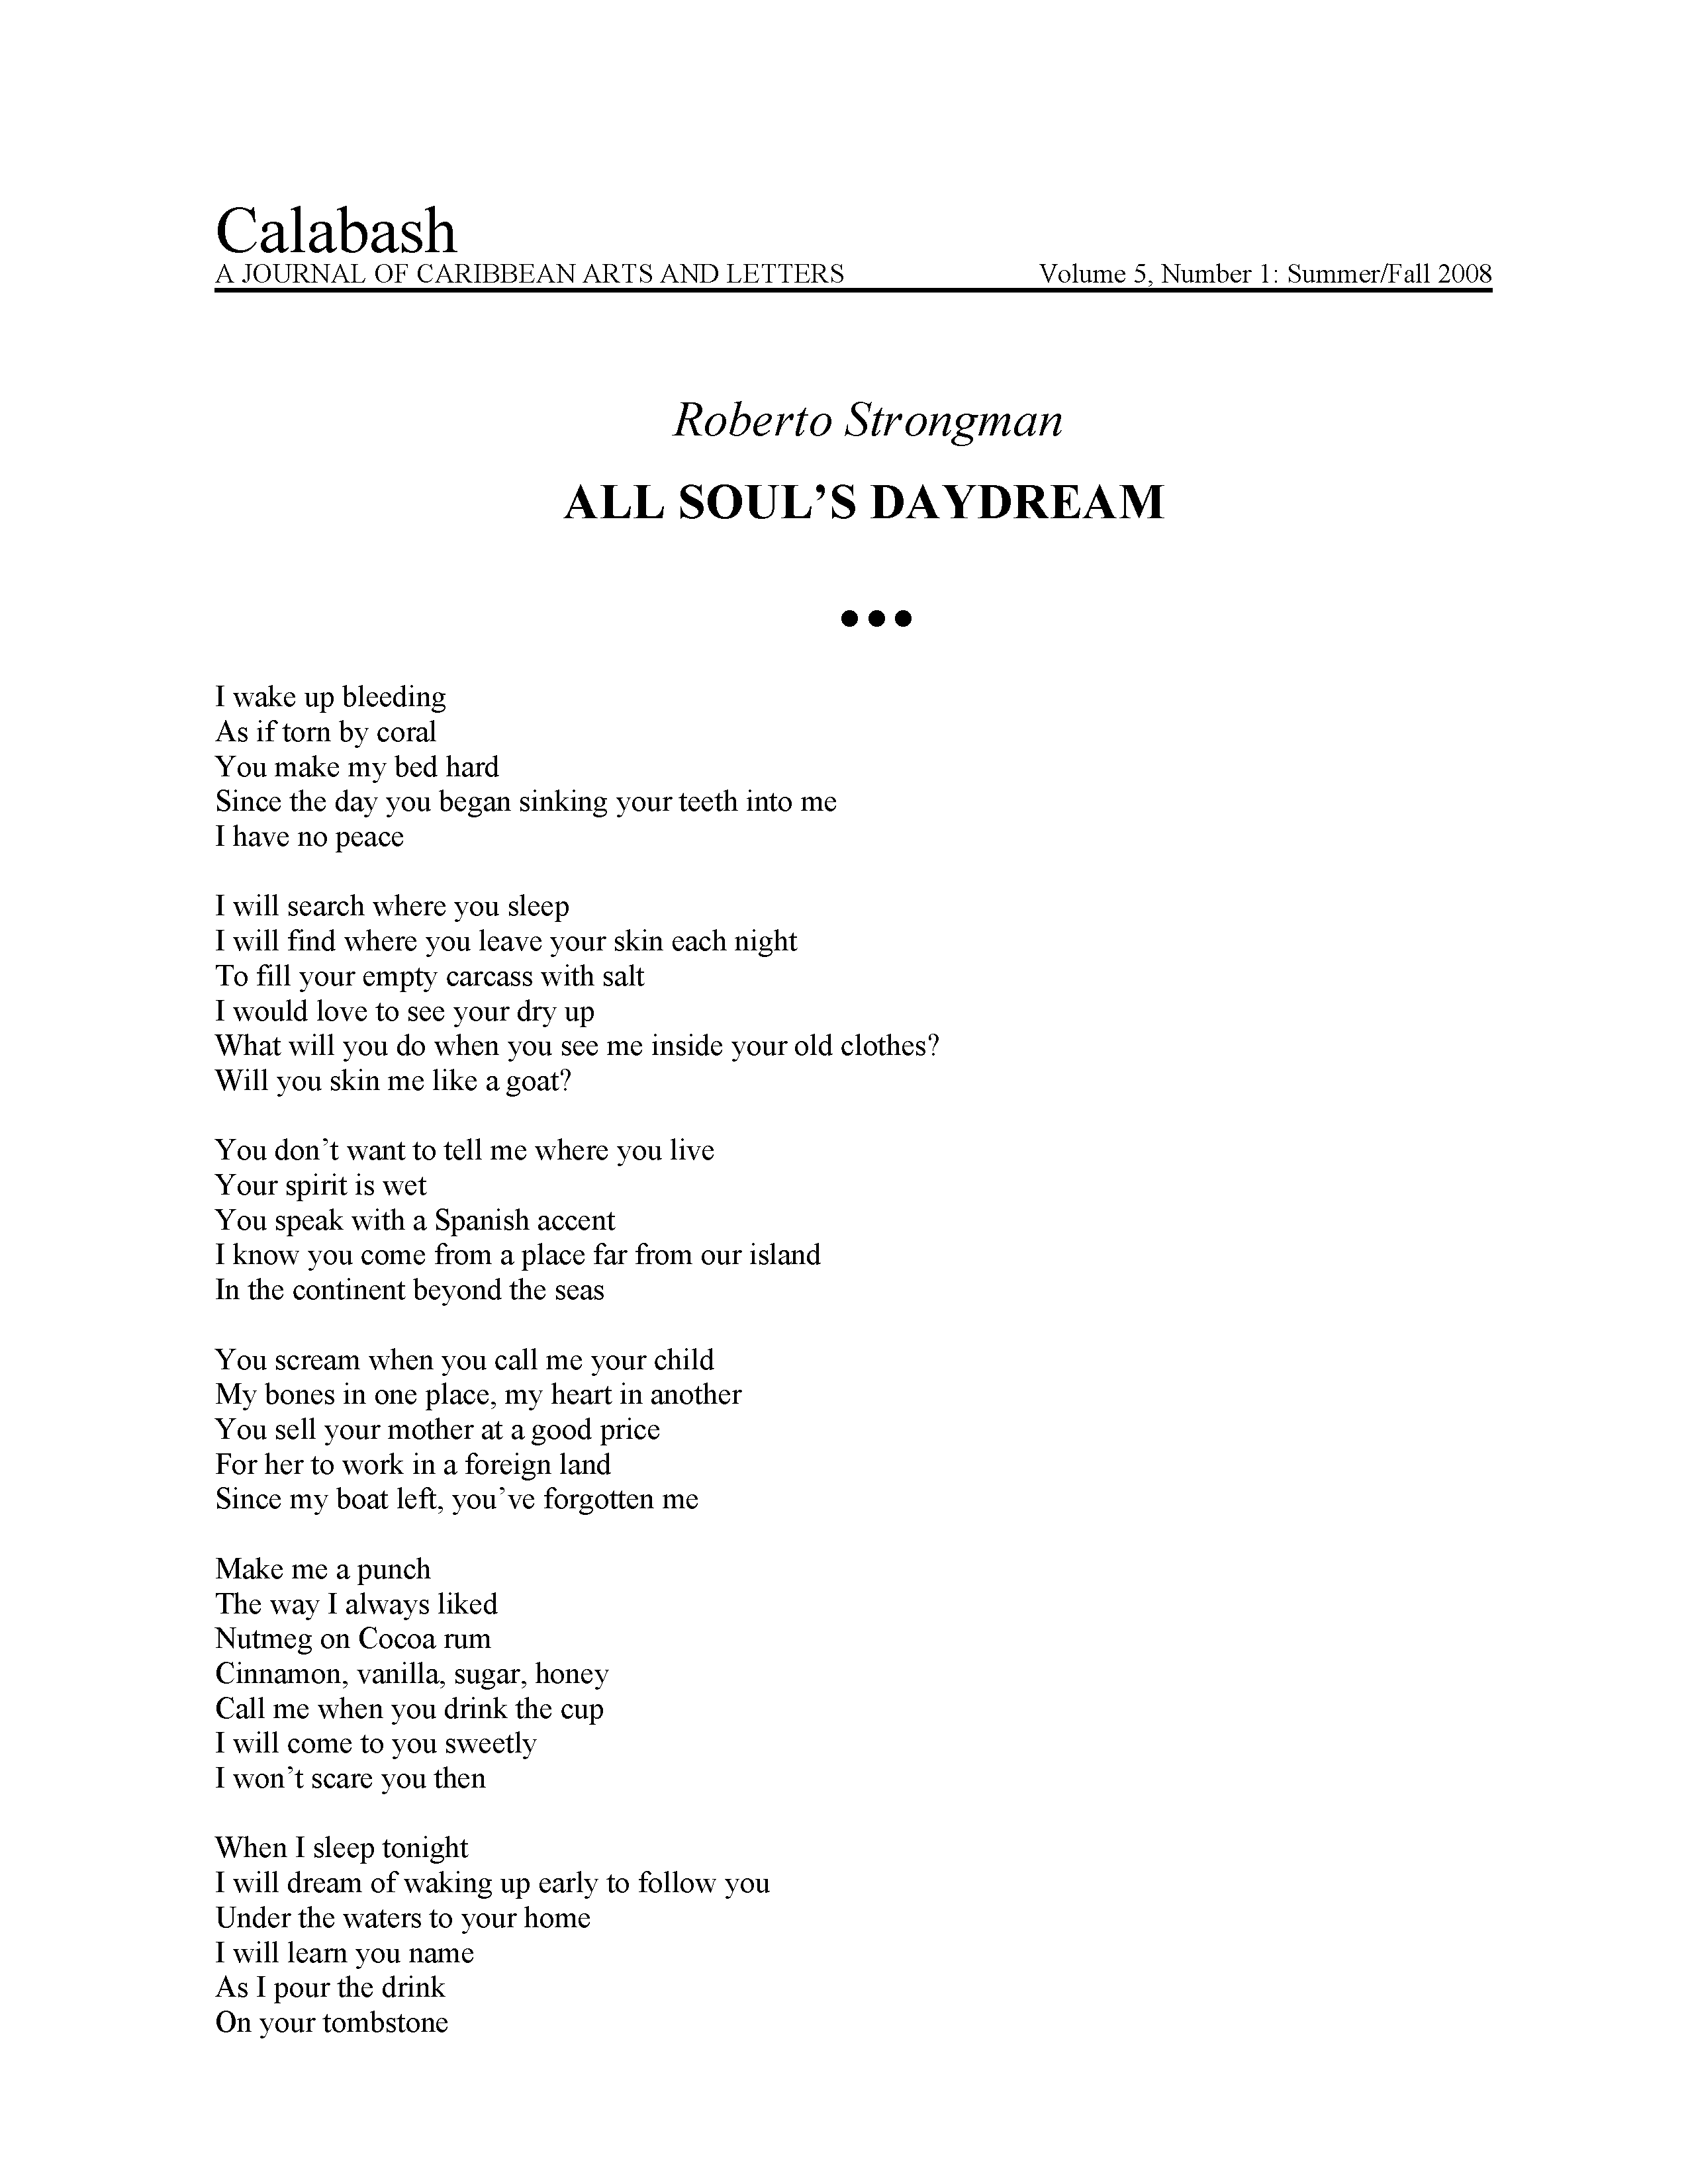 Calabash
A JOURNAL OF CARIBBEAN ARTS AND LETTERS Volume 5, Number 1: Summer/Fall 2008
Roberto Strongman
ALL SOUL’S DAYDREAM
•••
I wake up bleeding
As if torn by coral
You make my bed hard
Since the day you began sinking your teeth into me
I have no peace
I will search where you sleep
I will find where you leave your skin each night
To fill your empty carcass with salt
I would love to see your dry up
What will you do when you see me inside your old clothes?
Will you skin me like a goat?
You don’t want to tell me where you live
Your spirit is wet
You speak with a Spanish accent
I know you come from a place far from our island
In the continent beyond the seas
You scream when you call me your child
My bones in one place, my heart in another
You sell your mother at a good price
For her to work in a foreign land
Since my boat left, you’ve forgotten me
Make me a punch
The way I always liked
Nutmeg on Cocoa rum
Cinnamon, vanilla, sugar, honey
Call me when you drink the cup
I will come to you sweetly
I won’t scare you then
When I sleep tonight
I will dream of waking up early to follow you
Under the waters to your home
I will learn you name
As I pour the drink
On your tombstone